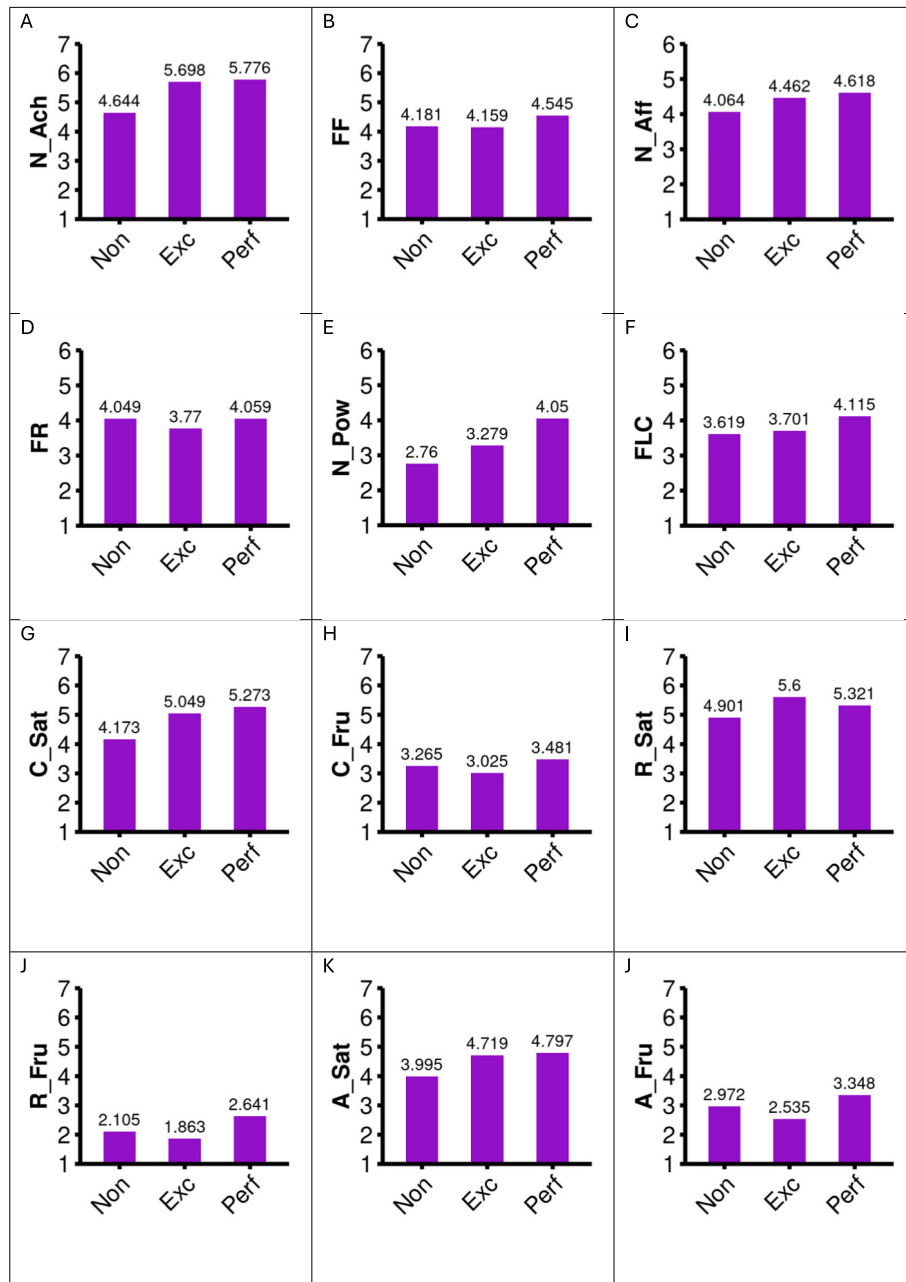 A
N_Ach
7
6
5
4
3
2
1
4.644
5.698
5.776
Non
Exc
Perf
B
FF
7
6
5
4
3
2
1
4.181
4.159
4.545
Non
Exc
Perf
C
N_Aff
6
5
4
3
2
1
4.064
4.462
4.618
Non
Exc
Perf
D
FR
6
5
4
3
2
1
4.049
3.77
4.059
Non
Exc
Perf
E
N_Pow
6
5
4
3
2
1
2.76
3.279
4.05
Non
Exc
Perf
F
FLC
6
5
4
3
2
1
3.619
3.701
4.115
Non
Exc
Perf
G
C_Sat
7
6
5
4
3
2
1
4.173
5.049
5.273
Non
Exc
Perf
H
C_Fru
7
6
5
4
3
2
1
3.265
3.025
3.481
Non
Exc
Perf
I
R_Sat
7
6
5
4
3
2
1
4.901
5.6
5.321
Non
Exc
Perf
J
R_Fru
7
6
5
4
3
2
1
2.105
1.863
2.641
Non
Exc
Perf
K
A_Sat
7
6
5
4
3
2
1
3.995
4.719
4.797
Non
Exc
Perf
J
A_Fru
7
6
5
4
3
2
1
2.972
2.535
3.348
Non
Exc
Perf